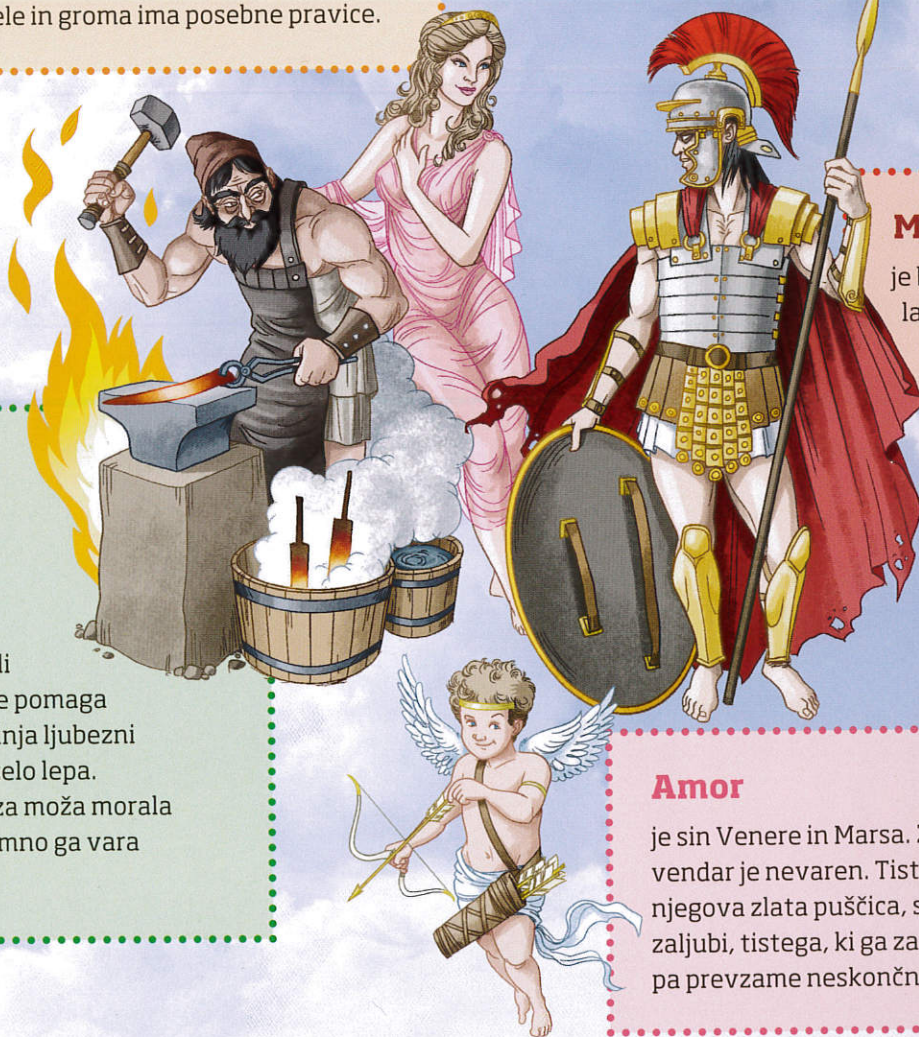 ele in groma ima posebne pravice.
M
je
la
di
e pomaga
nja ljubezni
elo lepa.
za moža morala
mno ga vara
Amor
je sin Venere in Marsa. Z
vendar je nevaren. Tist
njegova zlata puščica, s
zaljubi, tistega, ki ga za
pa prevzame neskončn